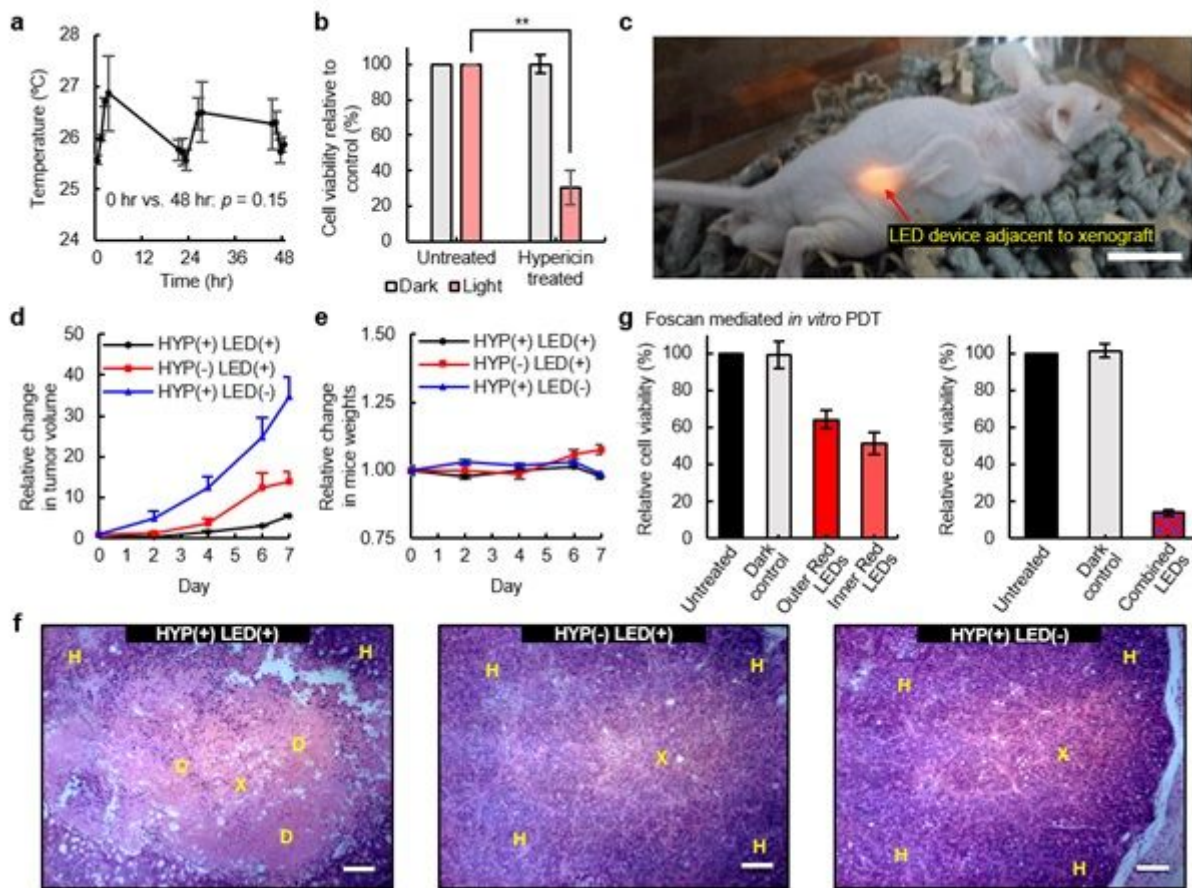 a
28
27
26
25
24
Temperature (°C)
0 hr vs. 48 hr: p = 0.15
0 12 24 36 48
Time (hr)
b
**
100
80
60
40
20
0
Cell viability relative to
control (%)
Untreated
Hypericin
treated
Dark Light
c
LED device adjacent to xenograft
d
50
40
30
20
10
0
Relative change
in tumor volume
HYP(+) LED(+)
HYP(-) LED(+)
HYP(+) LED(-)
0 1 2 3 4 5 6 7
Day
e
1.50
1.25
1.00
0.75
Relative change
in mice weights
HYP(+) LED(+)
HYP(-) LED(+)
HYP(+) LED(-)
0 1 2 3 4 5 6 7
Day
g Foscan mediated in vitro PDT
100
80
60
40
20
0
Relative cell viability (%)
Untreated
Dark
control
Outer Red
LEDs
Inner Red
LEDs
100
80
60
40
20
0
Relative cell viability (%)
Untreated
Dark
control
Combined
LEDs
f
HYP(+) LED(+)
H H
D
D
X
D
HYP(-) LED(+)
H H
X
H H
HYP(+) LED(-)
H
H
X
H
H